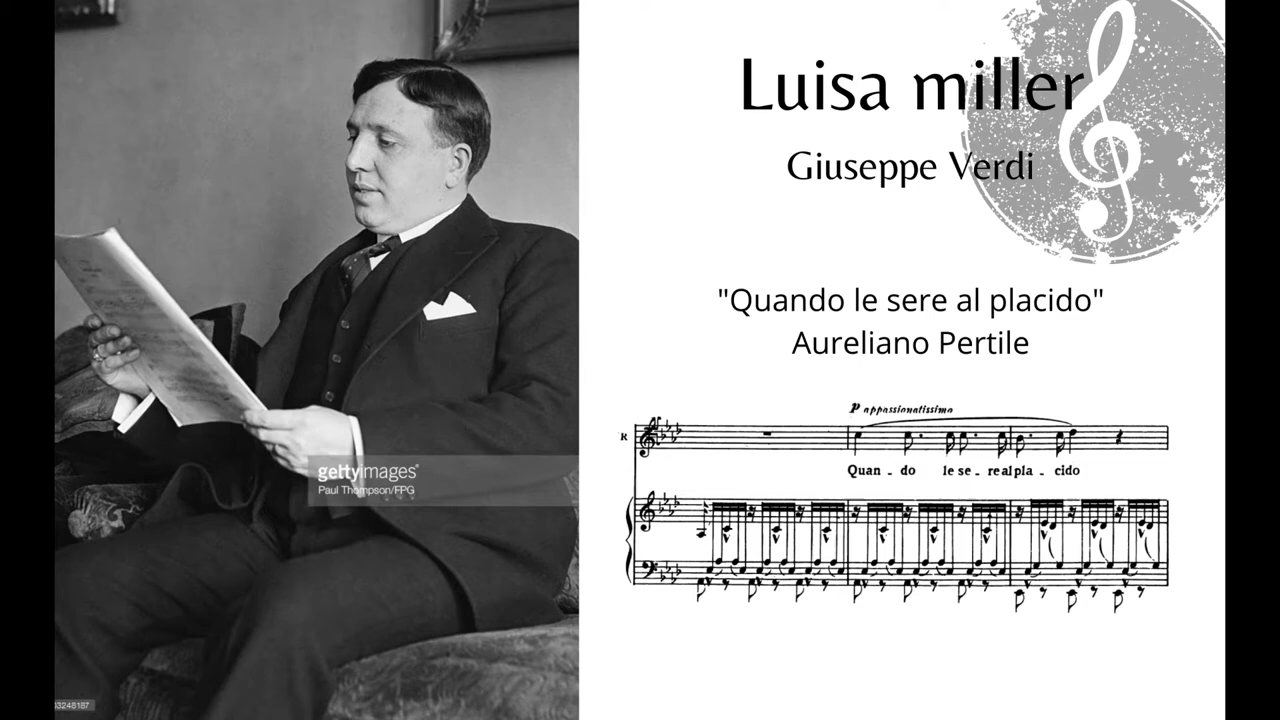 Luisa miller
Giuseppe Verdi
"Quando le sere al placido"
Aureliano Pertile
P appassionatissimo
R
Quan - do le se - re al pla - cido
gettyimages®
Paul Thompson/FPG
63248187